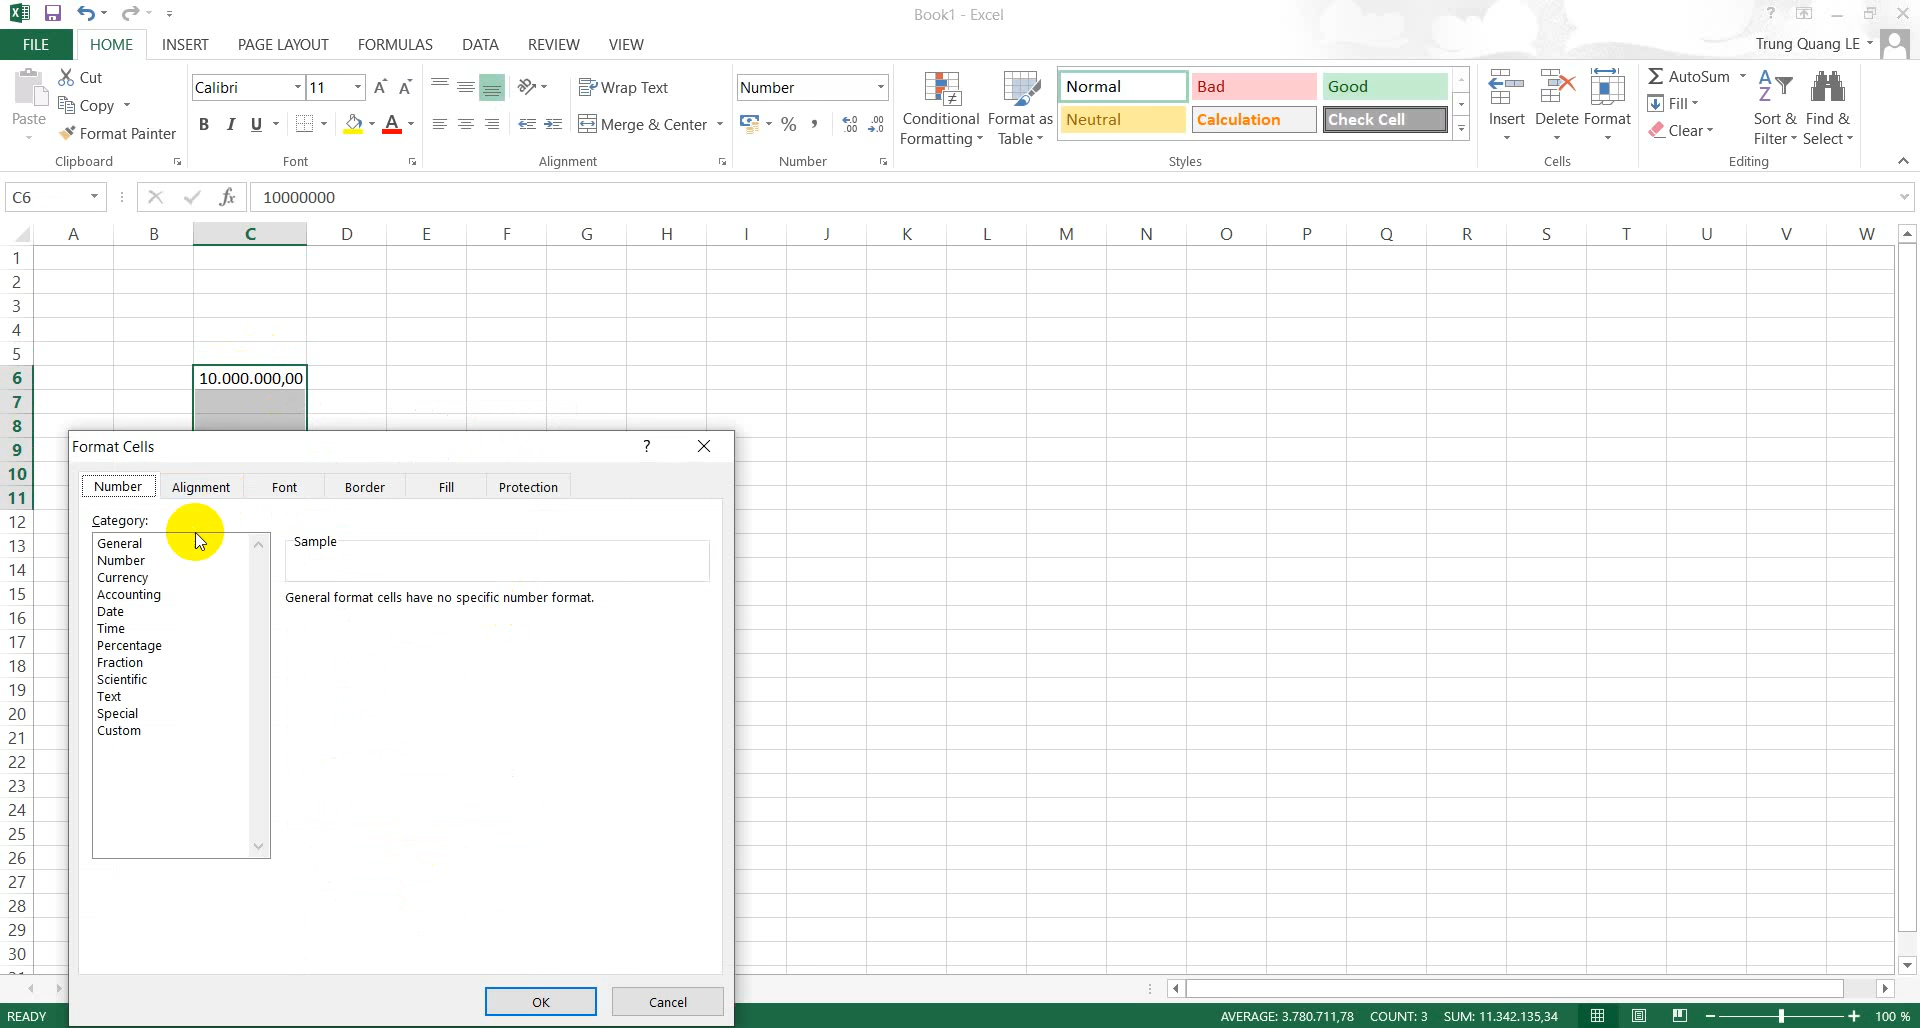 Book1 - Excel
Trung Quang LE
FILE HOME INSERT PAGE LAYOUT FORMULAS DATA REVIEW VIEW
Paste
Cut
Copy
Format Painter
Clipboard
Calibri 11
B I U
Font
Wrap Text
Merge & Center
Alignment
Number
%
Number
Conditional Formatting
Format as Table
Normal Bad Good
Neutral Calculation Check Cell
Styles
Insert Delete Format
Cells
AutoSum
Fill
Clear
Sort & Filter
Find & Select
Editing
C6 fx 10000000
A B C D E F G H I J K L M N O P Q R S T U V W
1
2
3
4
5
6 10.000.000,00
7
8
9
10
11
12
13
14
15
16
17
18
19
20
21
22
23
24
25
26
27
28
29
30
Format Cells ?
Number Alignment Font Border Fill Protection
Category:
General
Number
Currency
Accounting
Date
Time
Percentage
Fraction
Scientific
Text
Special
Custom
Sample
General format cells have no specific number format.
OK Cancel
READY AVERAGE: 3.780.711,78 COUNT: 3 SUM: 11.342.135,34 100 %